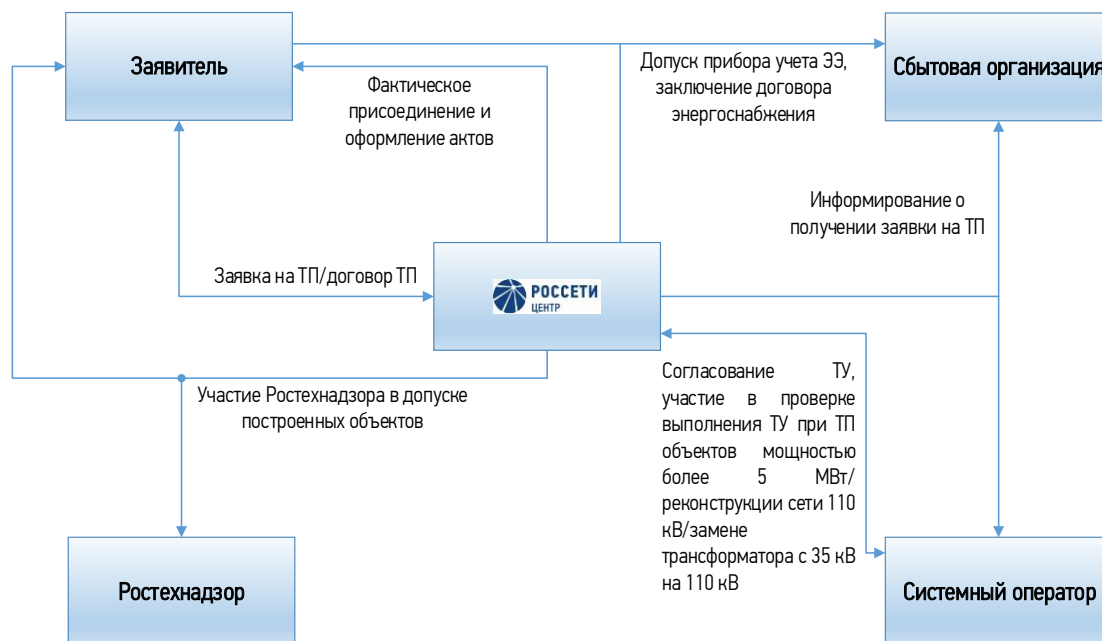 Заявитель
Сбытовая организация
Допуск прибора учета ЭЭ,
заключение договора
энергоснабжения
Фактическое
присоединение и
оформление актов
Информирование о
получении заявки на ТП
Заявка на ТП/договор ТП
РОССЕТИ
ЦЕНТР
Участие Ростехнадзора в допуске
построенных объектов
Согласование ТУ,
участие в проверке
выполнения ТУ при ТП
объектов мощностью
более 5 МВт/
реконструкции сети 110
кВ/замене
трансформатора с 35 кВ
на 110 кВ
Ростехнадзор
Системный оператор